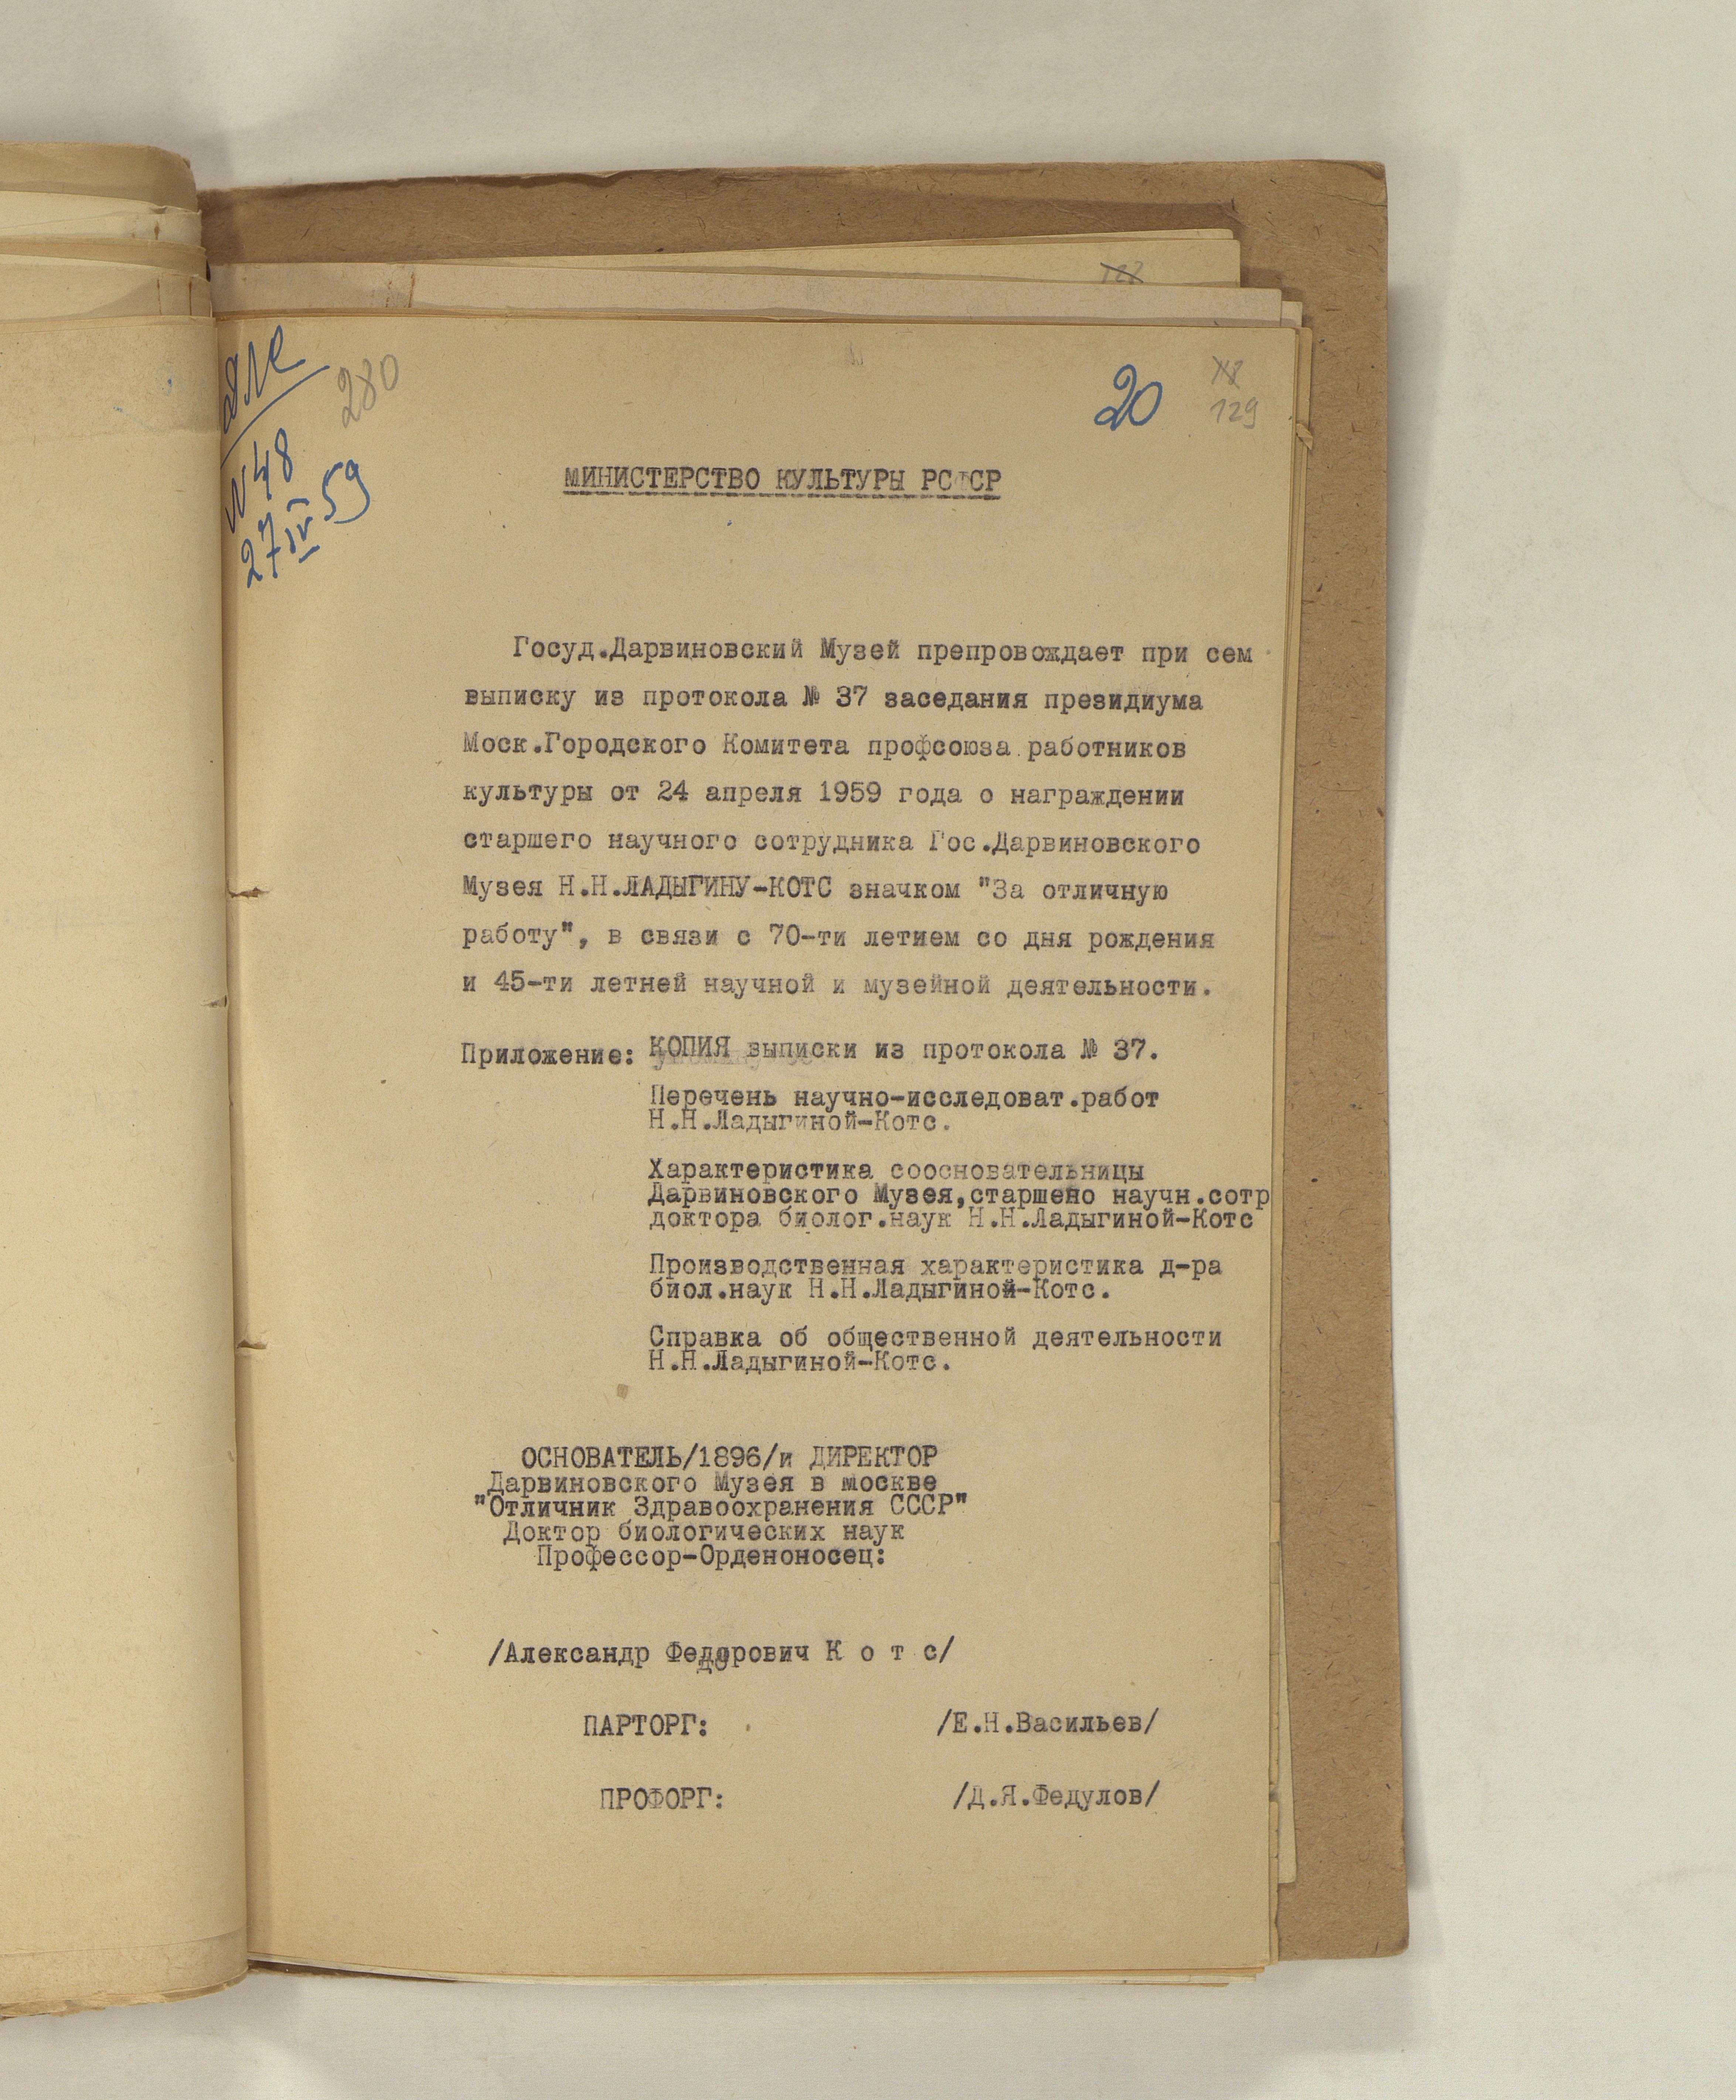 280
20
129
N 48
27 IV 59
МИНИСТЕРСТВО КУЛЬТУРЫ РСФСР
Госуд.Дарвиновский Музей препровождает при сем
выписку из протокола № 37 заседания президиума
Моск.Городского Комитета профсоюза работников
культуры от 24 апреля 1959 года о награждении
старшего научного сотрудника Гос.Дарвиновского
Музея Н.Н.ЛАДЫГИНУ-КОТС значком "За отличную
работу", в связи с 70-ти летием со дня рождения
и 45-ти летней научной и музейной деятельности.
Приложение: КОПИЯ выписки из протокола № 37.
Перечень научно-исследоват.работ
Н.Н.Ладыгиной-Котс.
Характеристика соосновательницы
Дарвиновского Музея,старшено научн.сотр
доктора биолог.наук Н.Н.Ладыгиной-Котс
Производственная характеристика д-ра
биол.наук Н.Н.Ладыгиной-Котс.
Справка об общественной деятельности
Н.Н.Ладыгиной-Котс.
ОСНОВАТЕЛЬ/1896/и ДИРЕКТОР
Дарвиновского Музея в москве
"Отличник Здравоохранения СССР"
Доктор биологических наук
Профессор-Орденоносец:
/Александр Федорович К о т с/
ПАРТОРГ: /Е.Н.Васильев/
ПРОФОРГ: /Д.Я.Федулов/